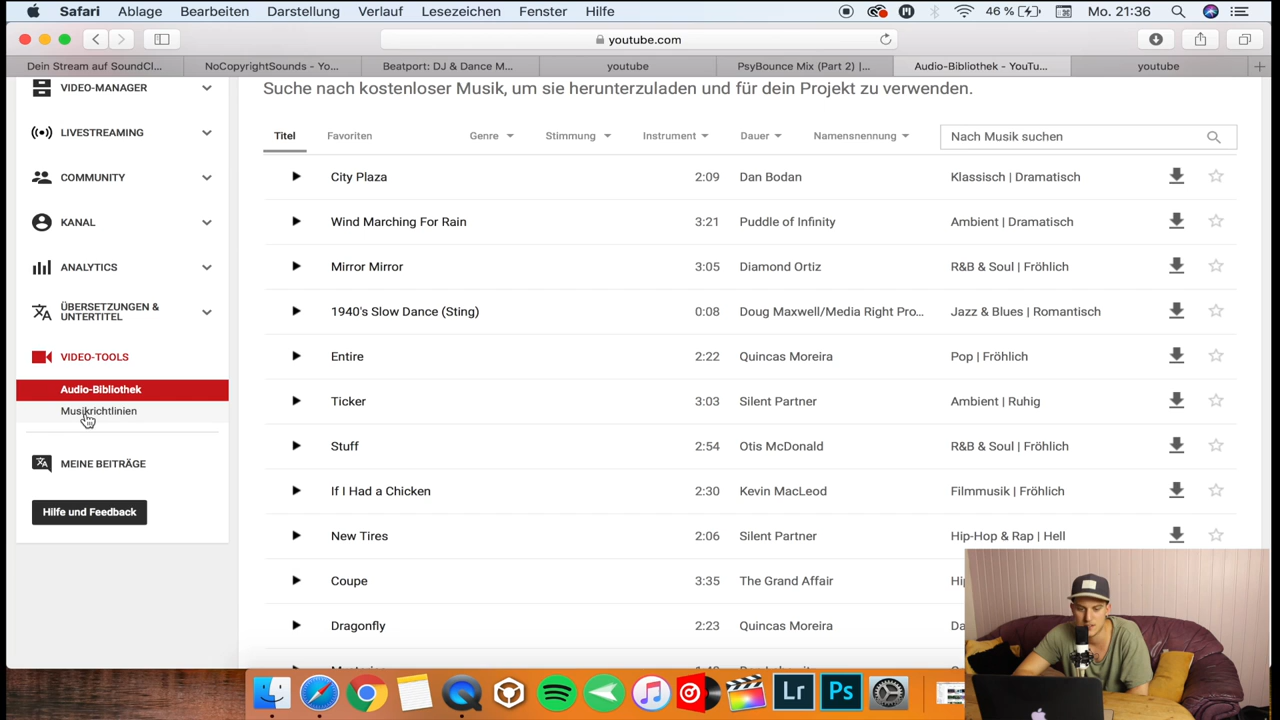 Safari Ablage Bearbeiten Darstellung Verlauf Lesezeichen Fenster Hilfe 46 % Mo. 21:36
youtube.com
Dein Stream auf SoundCl... NoCopyrightSounds - Yo... Beatport: DJ & Dance M... youtube PsyBounce Mix (Part 2) |... Audio-Bibliothek - YouTu... youtube
VIDEO-MANAGER
LIVESTREAMING
COMMUNITY
KANAL
ANALYTICS
ÜBERSETZUNGEN &
UNTERTITEL
VIDEO-TOOLS
Audio-Bibliothek
Musikrichtlinien
MEINE BEITRÄGE
Hilfe und Feedback
Suche nach kostenloser Musik, um sie herunterzuladen und für dein Projekt zu verwenden.
Titel Favoriten Genre Stimmung Instrument Dauer Namensnennung Nach Musik suchen
City Plaza 2:09 Dan Bodan Klassisch | Dramatisch
Wind Marching For Rain 3:21 Puddle of Infinity Ambient | Dramatisch
Mirror Mirror 3:05 Diamond Ortiz R&B & Soul | Fröhlich
1940's Slow Dance (Sting) 0:08 Doug Maxwell/Media Right Pro... Jazz & Blues | Romantisch
Entire 2:22 Quincas Moreira Pop | Fröhlich
Ticker 3:03 Silent Partner Ambient | Ruhig
Stuff 2:54 Otis McDonald R&B & Soul | Fröhlich
If I Had a Chicken 2:30 Kevin MacLeod Filmmusik | Fröhlich
New Tires 2:06 Silent Partner Hip-Hop & Rap | Hell
Coupe 3:35 The Grand Affair
Dragonfly 2:23 Quincas Moreira
Lr Ps